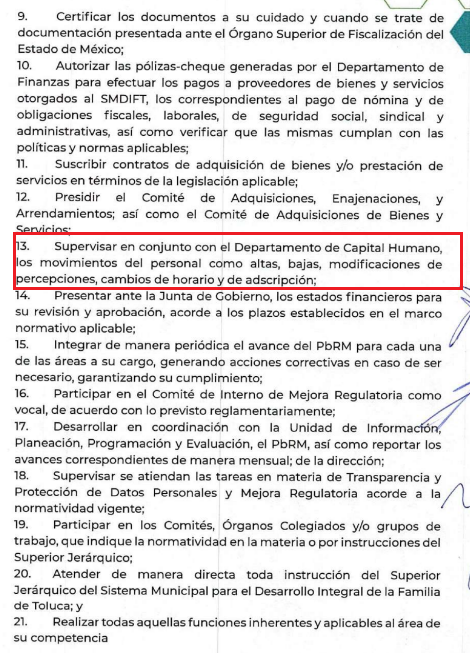 9. Certificar los documentos a su cuidado y cuando se trate de
documentación presentada ante el Órgano Superior de Fiscalización del
Estado de México;
10. Autorizar las pólizas-cheque generadas por el Departamento de
Finanzas para efectuar los pagos a proveedores de bienes y servicios
otorgados al SMDIFT, los correspondientes al pago de nómina y de
obligaciones fiscales, laborales, de seguridad social, sindical y
administrativas, así como verificar que las mismas cumplan con las
políticas y normas aplicables;
11. Suscribir contratos de adquisición de bienes y/o prestación de
servicios en términos de la legislación aplicable;
12. Presidir el Comité de Adquisiciones, Enajenaciones, y
Arrendamientos; así como el Comité de Adquisiciones de Bienes y
Servicios;
13. Supervisar en conjunto con el Departamento de Capital Humano,
los movimientos del personal como altas, bajas, modificaciones de
percepciones, cambios de horario y de adscripción;
14. Presentar ante la Junta de Gobierno, los estados financieros para
su revisión y aprobación, acorde a los plazos establecidos en el marco
normativo aplicable;
15. Integrar de manera periódica el avance del PbRM para cada una
de las áreas a su cargo, generando acciones correctivas en caso de ser
necesario, garantizando su cumplimiento;
16. Participar en el Comité de Interno de Mejora Regulatoria como
vocal, de acuerdo con lo previsto reglamentariamente;
17. Desarrollar en coordinación con la Unidad de Información,
Planeación, Programación y Evaluación, el PbRM, así como reportar los
avances correspondientes de manera mensual; de la dirección;
18. Supervisar se atiendan las tareas en materia de Transparencia y
Protección de Datos Personales y Mejora Regulatoria acorde a la
normatividad vigente;
19. Participar en los Comités, Órganos Colegiados y/o grupos de
trabajo, que indique la normatividad en la materia o por instrucciones del
Superior Jerárquico;
20. Atender de manera directa toda instrucción del Superior
Jerárquico del Sistema Municipal para el Desarrollo Integral de la Familia
de Toluca; y
21. Realizar todas aquellas funciones inherentes y aplicables al área de
su competencia